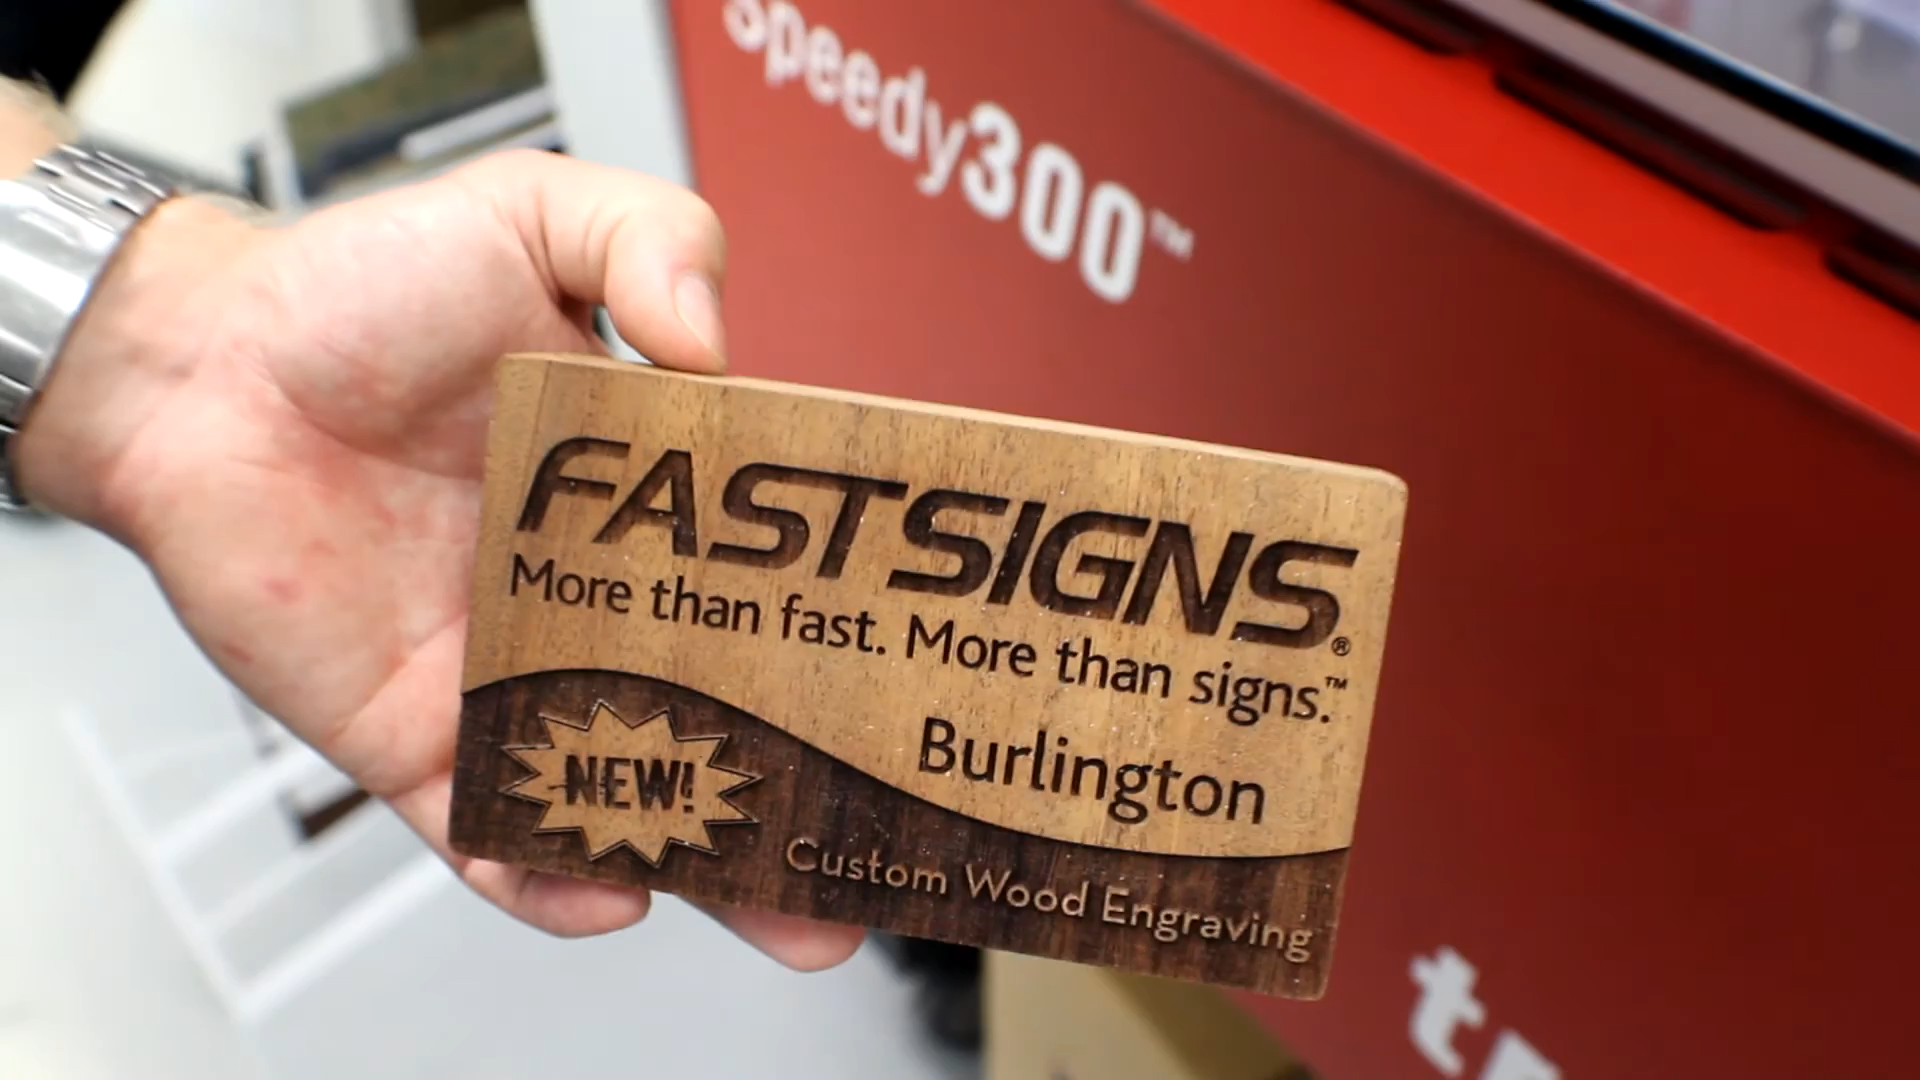 speedy300™
FASTSIGNS®
More than fast. More than signs.™
Burlington
NEW!
Custom Wood Engraving